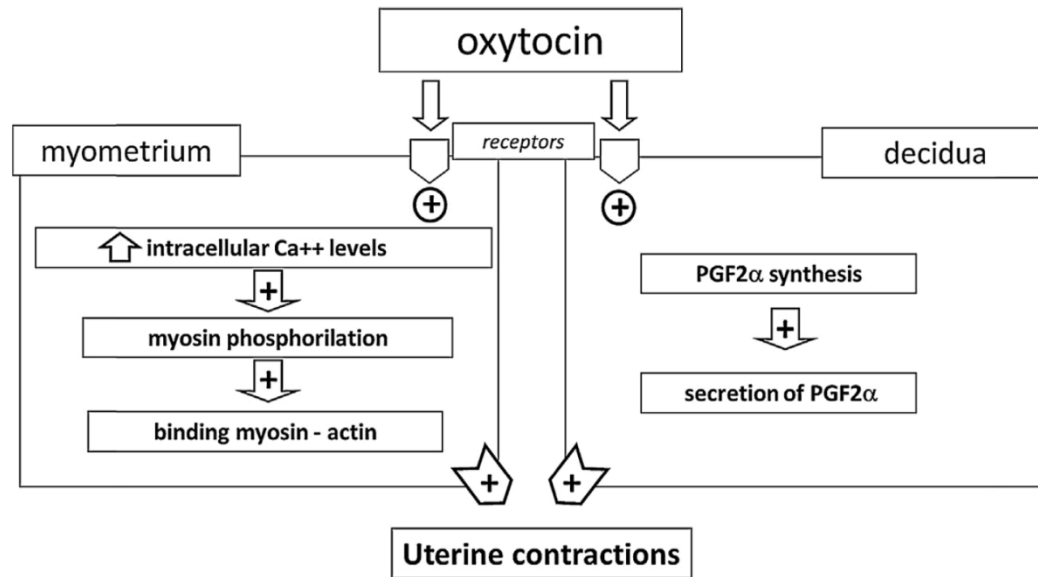 oxytocin
receptors
myometrium
decidua
+
+
intracellular Ca++ levels
+
myosin phosphorilation
+
binding myosin - actin
PGF2α synthesis
+
secretion of PGF2α
+
+
Uterine contractions